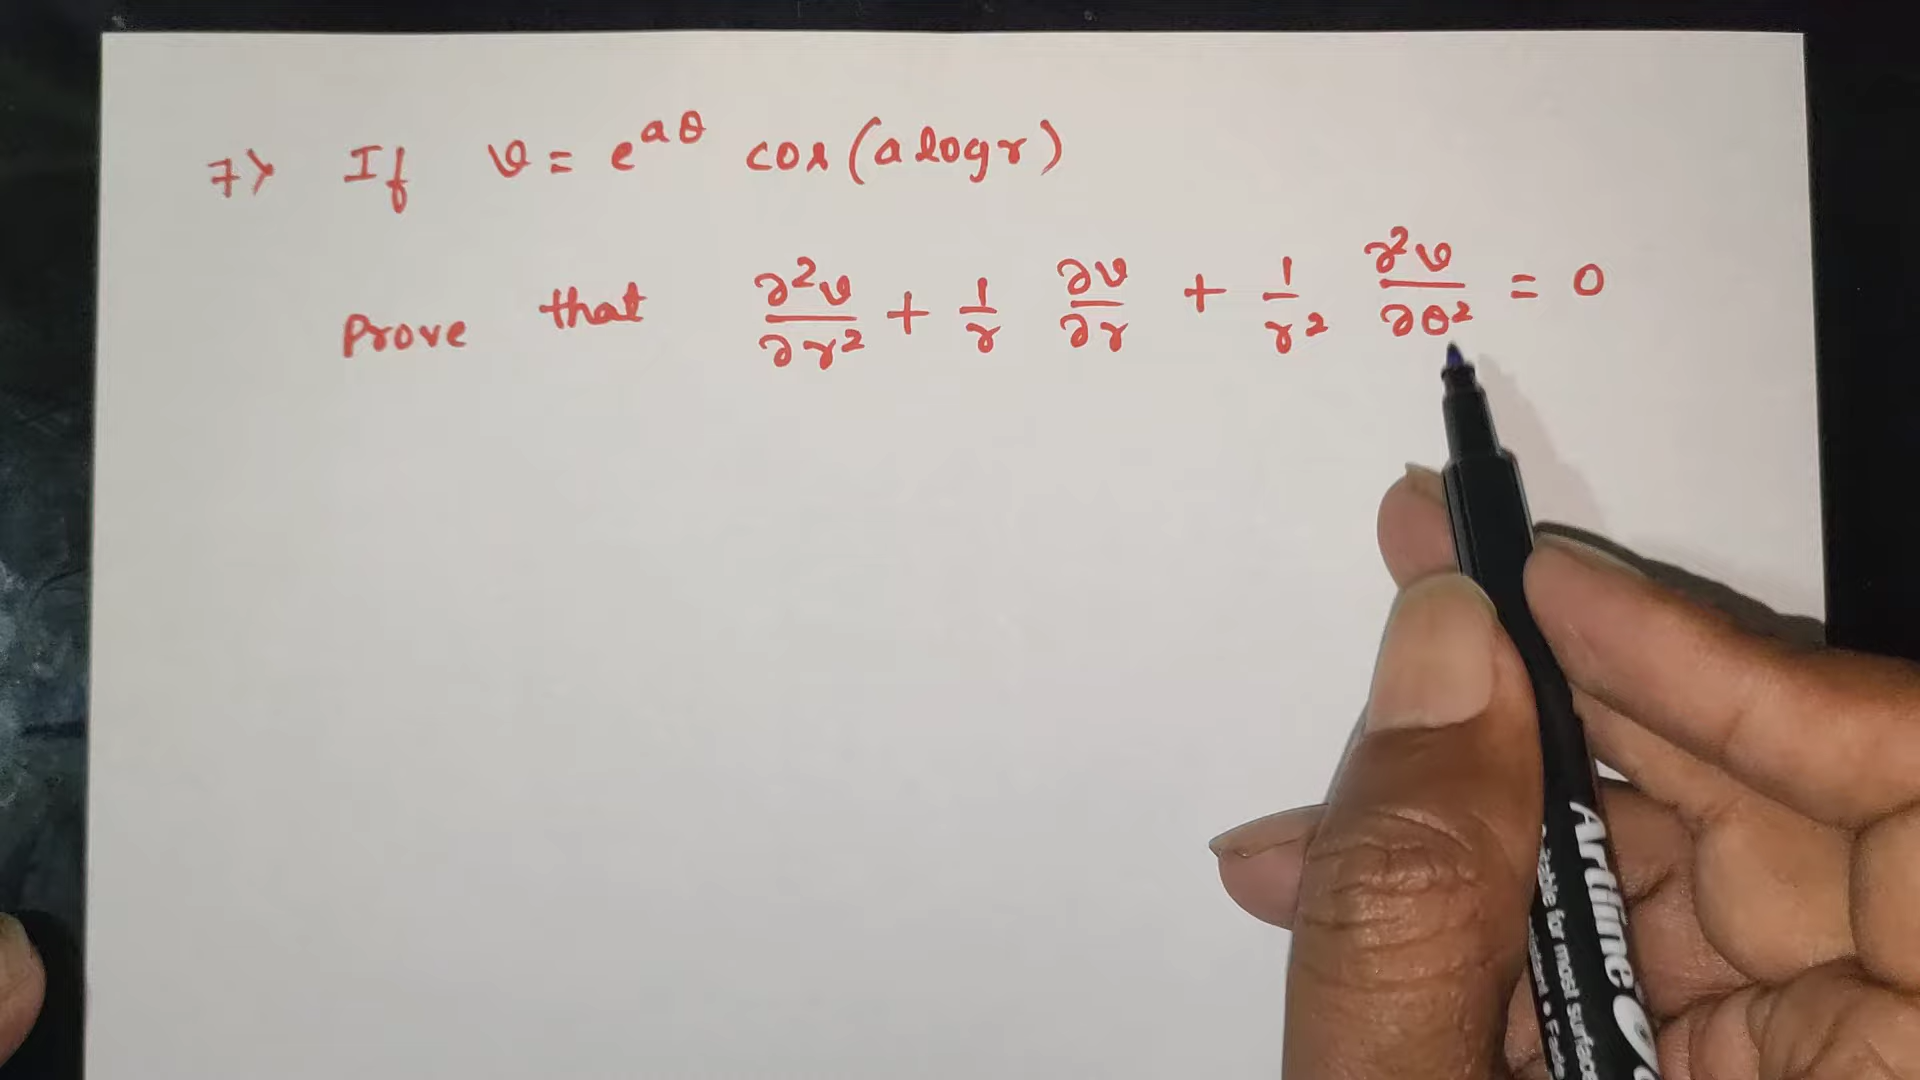 7> If v = e^{aθ} cos(a log r)
Prove that ∂²v/∂r² + 1/r ∂v/∂r + 1/r² ∂²v/∂θ² = 0
Artline